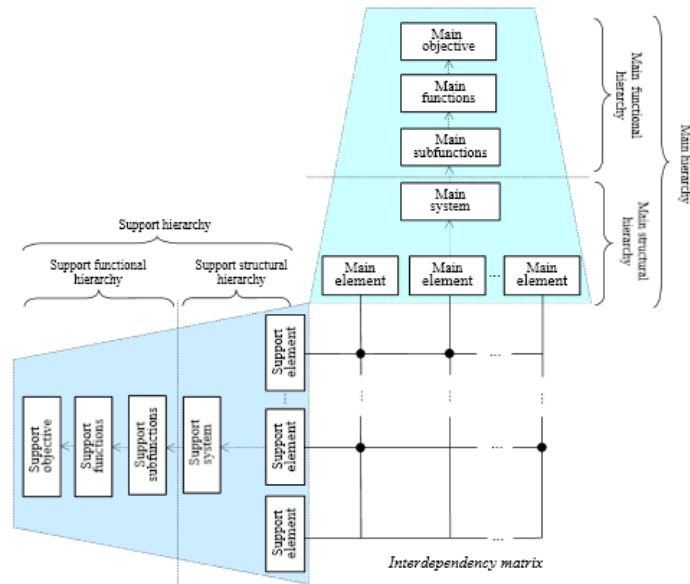 Main
objective
Main
functions
Main
subfunctions
Main
system
Main
element
Main
element
...
Main
element
Main functional
hierarchy
Main structural
hierarchy
Main hierarchy
Support hierarchy
Support functional
hierarchy
Support structural
hierarchy
Support
objective
Support
functions
Support
subfunctions
Support
system
Support
element
Support
element
Support
element
...
...
...
...
...
...
Interdependency matrix